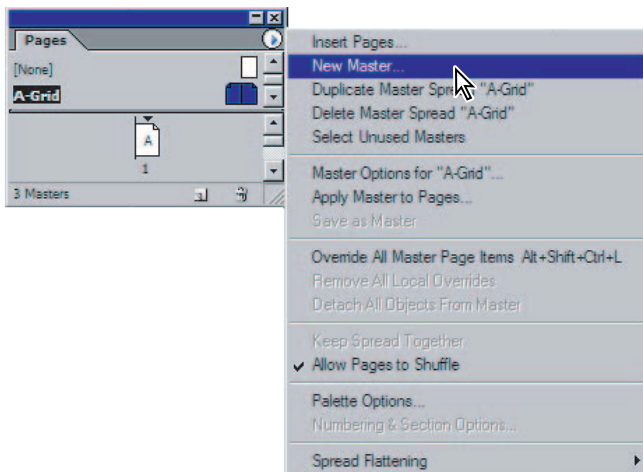 Pages
[None]
A-Grid
A
1
3 Masters
Insert Pages...
New Master...
Duplicate Master Spread "A-Grid"
Delete Master Spread "A-Grid"
Select Unused Masters
Master Options for "A-Grid"...
Apply Master to Pages...
Save as Master
Override All Master Page Items Alt+Shift+Ctrl+L
Remove All Local Overrides
Detach All Objects From Master
Keep Spread Together
Allow Pages to Shuffle
Palette Options...
Numbering & Section Options...
Spread Flattening